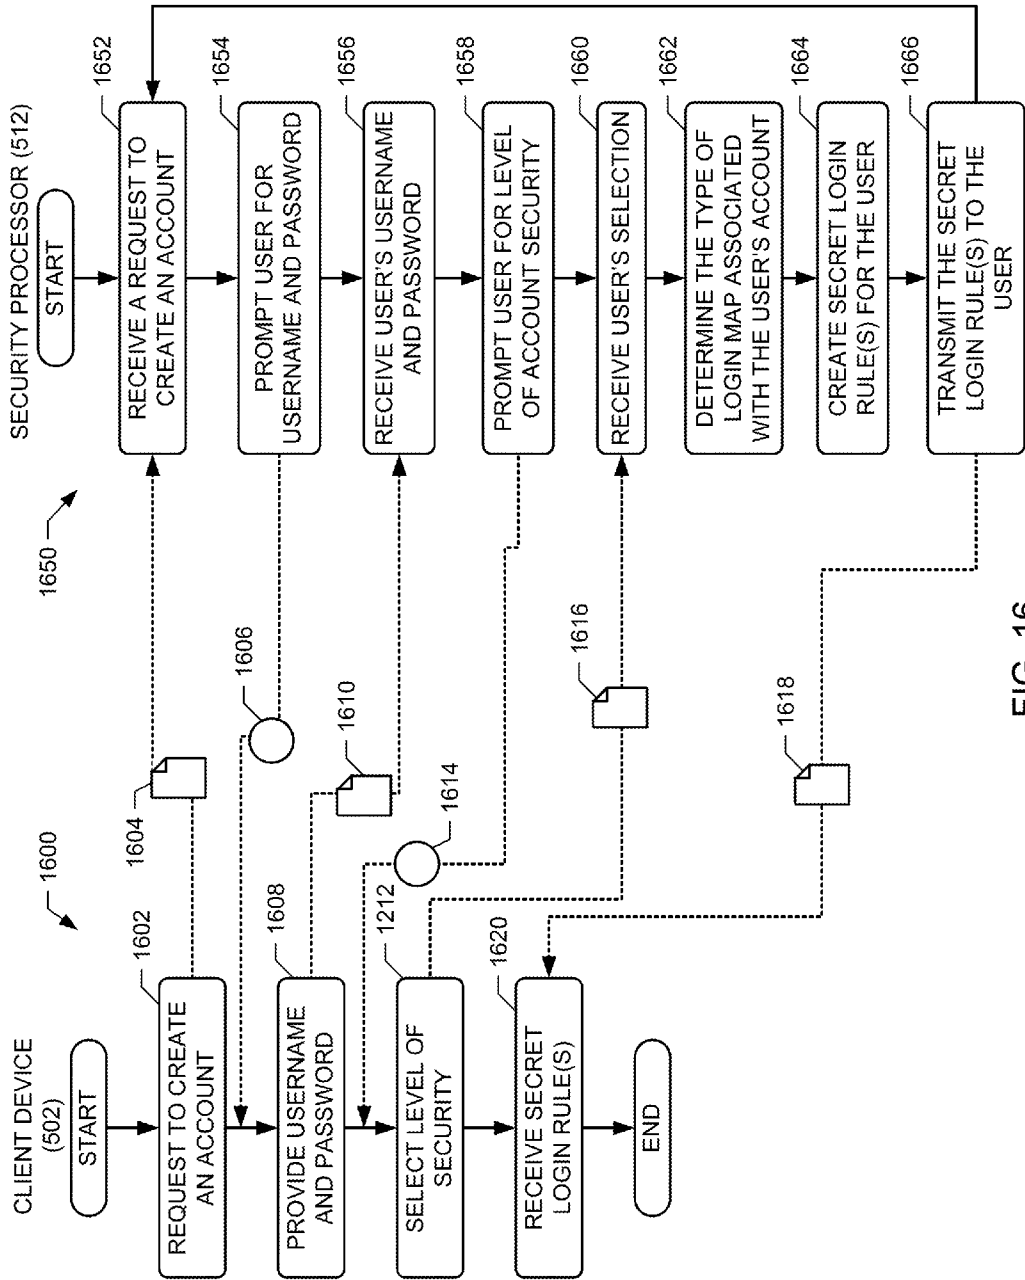 CLIENT DEVICE
(502)
START
1600
1602
REQUEST TO CREATE
AN ACCOUNT
1604
1606
1608
PROVIDE USERNAME
AND PASSWORD
1610
1614
1212
SELECT LEVEL OF
SECURITY
1616
1620
RECEIVE SECRET
LOGIN RULE(S)
1618
END
SECURITY PROCESSOR (512)
START
1650
1652
RECEIVE A REQUEST TO
CREATE AN ACCOUNT
1654
PROMPT USER FOR
USERNAME AND PASSWORD
1656
RECEIVE USER'S USERNAME
AND PASSWORD
1658
PROMPT USER FOR LEVEL
OF ACCOUNT SECURITY
1660
RECEIVE USER'S SELECTION
1662
DETERMINE THE TYPE OF
LOGIN MAP ASSOCIATED
WITH THE USER'S ACCOUNT
1664
CREATE SECRET LOGIN
RULE(S) FOR THE USER
1666
TRANSMIT THE SECRET
LOGIN RULE(S) TO THE
USER
FIG. 16